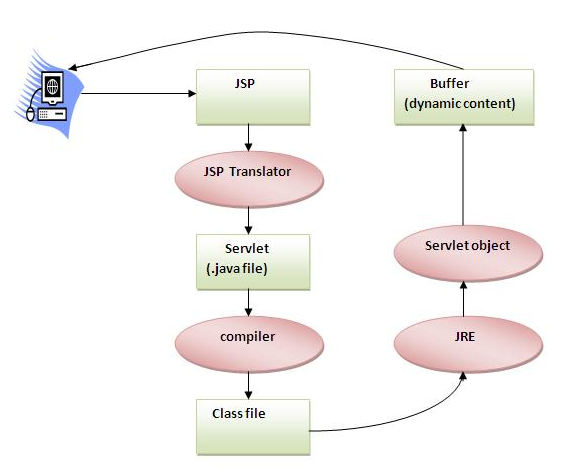 JSP
JSP Translator
Servlet
(.java file)
compiler
Class file
JRE
Servlet object
Buffer
(dynamic content)